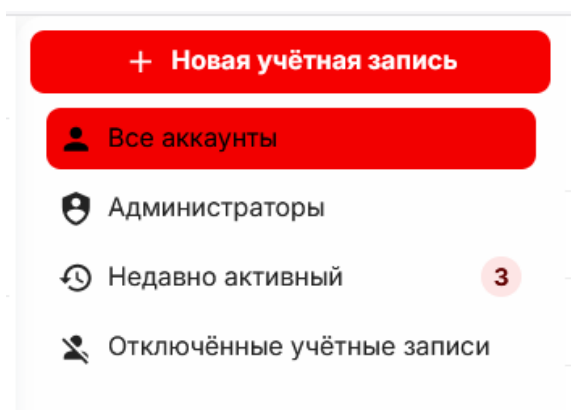 + Новая учётная запись
Все аккаунты
Администраторы
Недавно активный 3
Отключённые учётные записи